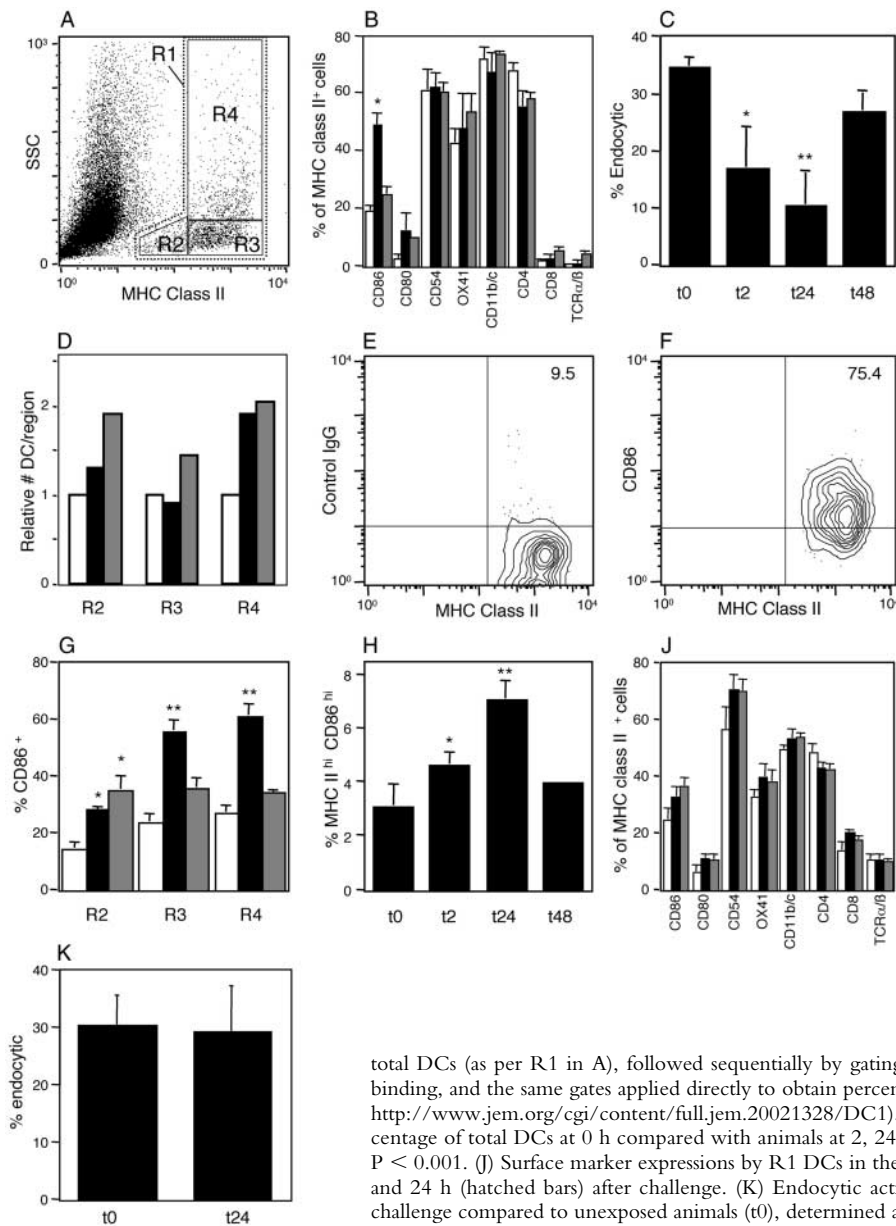 A
10³
SSC
0
R1
R4
R2
R3
10⁰
10⁴
MHC Class II
B
80
60
40
20
0
% of MHC class II⁺ cells
*
CD86
CD80
CD54
OX41
CD11b/c
CD4
CD8
TCRα/ß
C
40
30
20
10
0
% Endocytic
*
**
t0
t2
t24
t48
D
2
1
0
Relative # DC/region
R2
R3
R4
E
10⁴
Control IgG
10⁰
9.5
10⁰
10⁴
MHC Class II
F
10⁴
CD86
10⁰
75.4
10⁰
10⁴
MHC Class II
G
80
60
40
20
0
% CD86 ⁺
*
*
**
**
R2
R3
R4
H
8
6
4
2
0
% MHC II ʰⁱ CD86 ʰⁱ
*
**
t0
t2
t24
t48
J
80
60
40
20
0
% of MHC class II ⁺ cells
CD86
CD80
CD54
OX41
CD11b/c
CD4
CD8
TCRα/ß
K
40
30
20
10
0
% endocytic
t0
t24
total DCs (as per R1 in A), followed sequentially by gating
binding, and the same gates applied directly to obtain percen
http://www.jem.org/cgi/content/full.jem.20021328/DC1)
centage of total DCs at 0 h compared with animals at 2, 24
P < 0.001. (J) Surface marker expressions by R1 DCs in the
and 24 h (hatched bars) after challenge. (K) Endocytic act
challenge compared to unexposed animals (t0), determined a